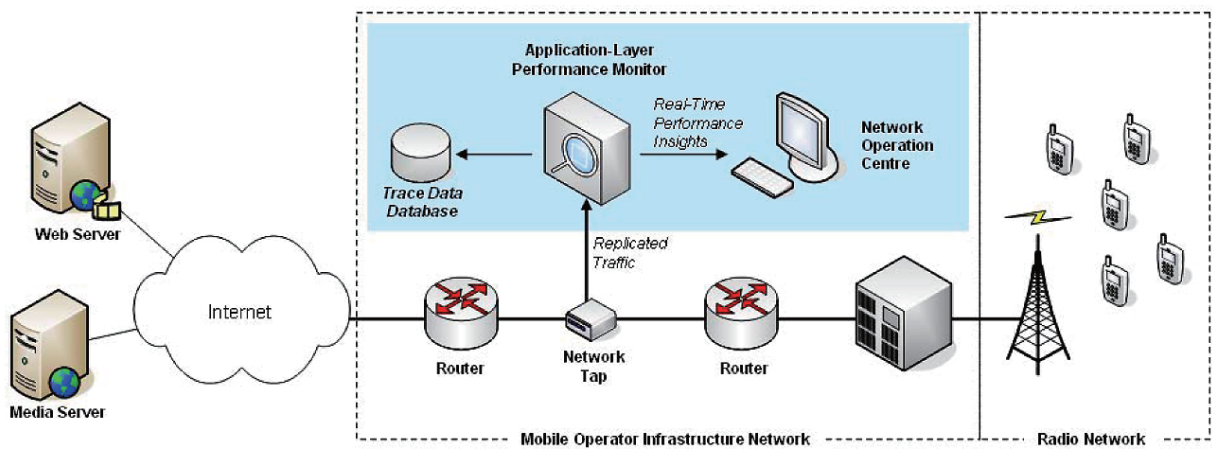 Application-Layer
Performance Monitor
Real-Time
Performance
Insights
Network
Operation
Centre
Trace Data
Database
Web Server
Replicated
Traffic
Internet
Router
Network
Tap
Router
Media Server
Mobile Operator Infrastructure Network
Radio Network